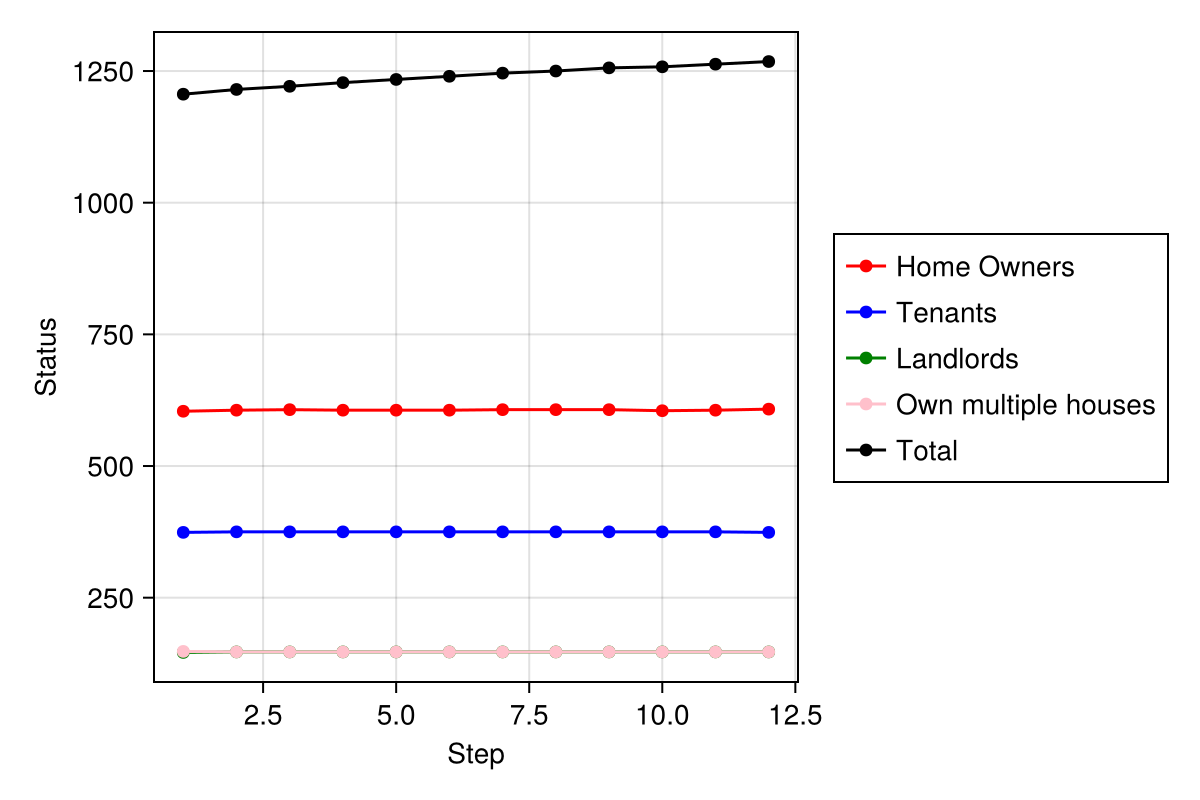 1250
1000
750
500
250
Status
2.5 5.0 7.5 10.0 12.5
Step
Home Owners
Tenants
Landlords
Own multiple houses
Total